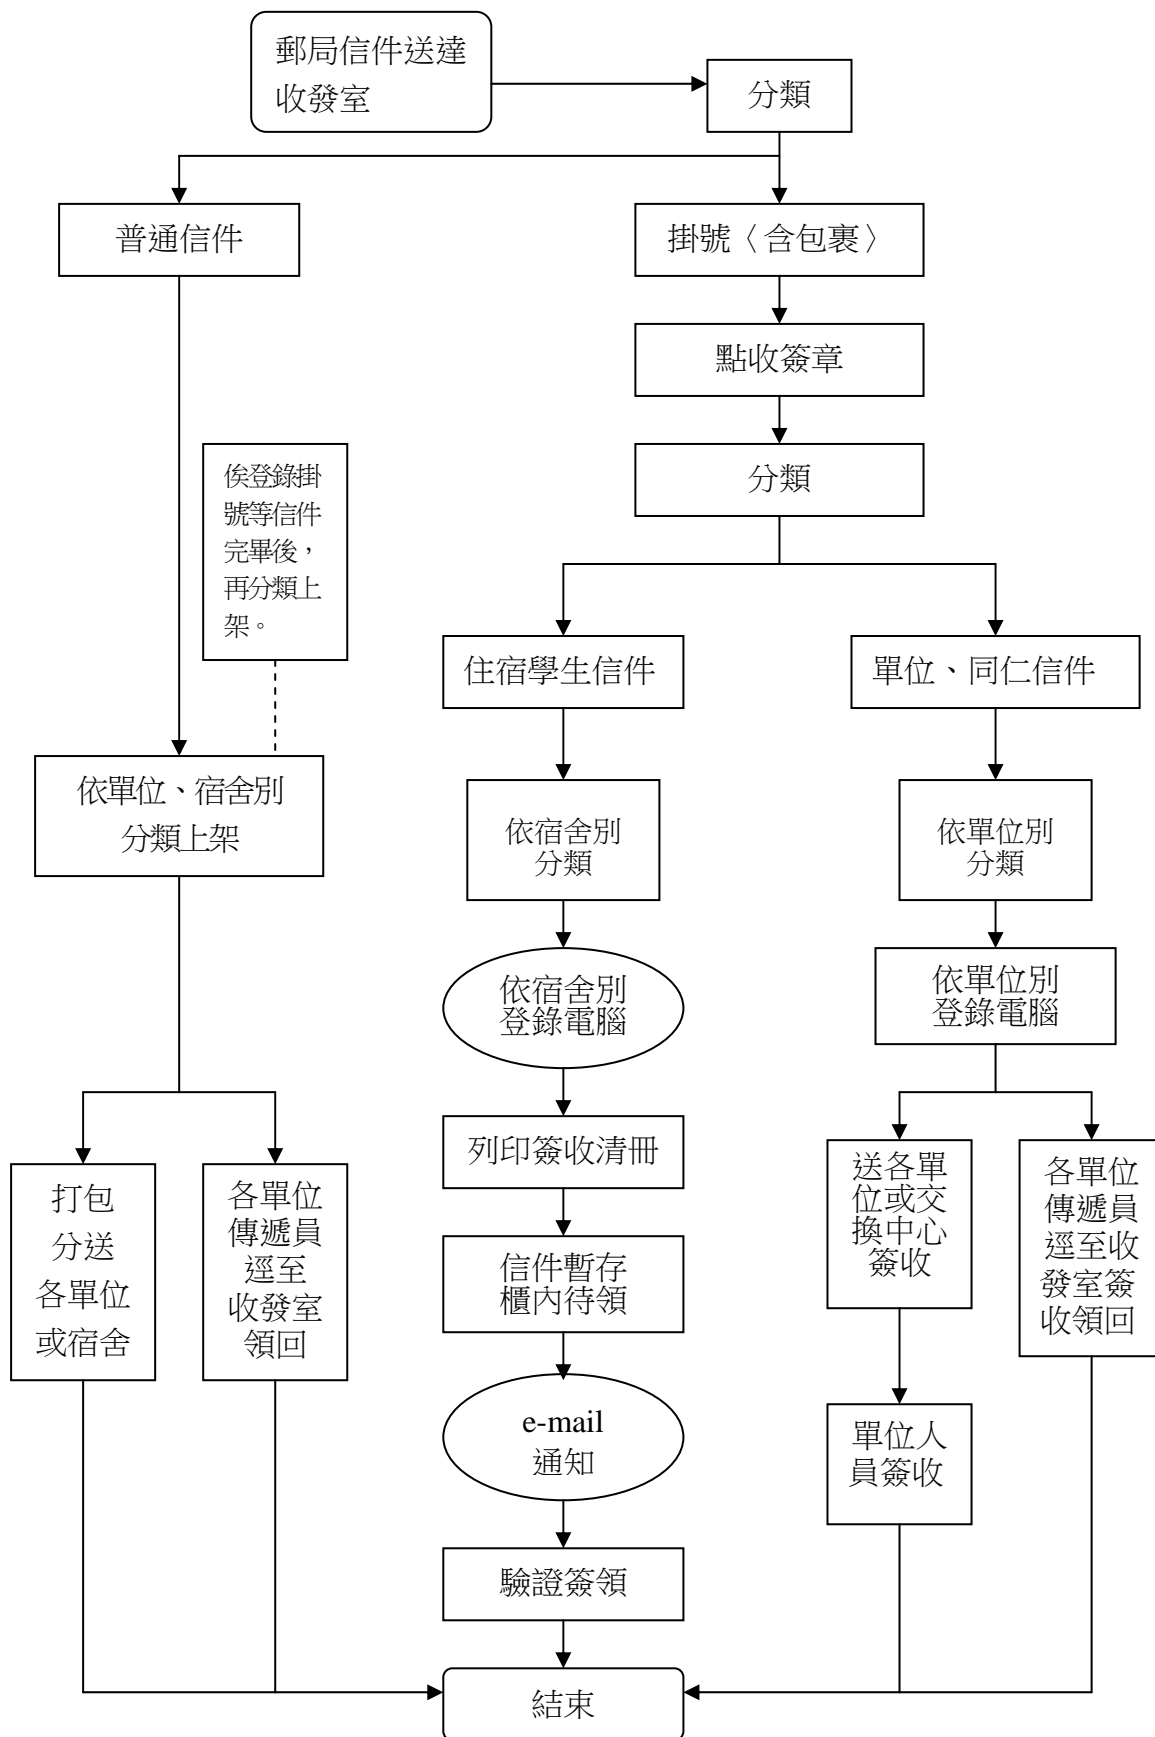 郵局信件送達
收發室
分類
普通信件
掛號〈含包裹〉
點收簽章
分類
俟登錄掛
號等信件
完畢後，
再分類上
架。
住宿學生信件
單位、同仁信件
依單位、宿舍別
分類上架
依宿舍別
分類
依單位別
分類
依宿舍別
登錄電腦
依單位別
登錄電腦
列印簽收清冊
打包
分送
各單位
或宿舍
各單位
傳遞員
逕至
收發室
領回
信件暫存
櫃內待領
送各單
位或交
換中心
簽收
各單位
傳遞員
逕至收
發室簽
收領回
e-mail
通知
單位人
員簽收
驗證簽領
結束